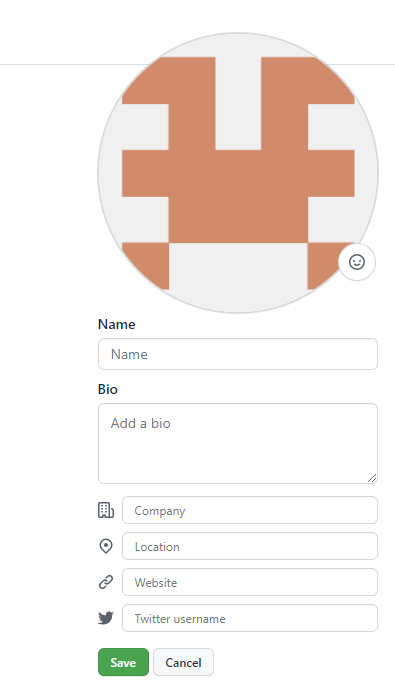 Name
Name
Bio
Add a bio
Company
Location
Website
Twitter username
Save Cancel